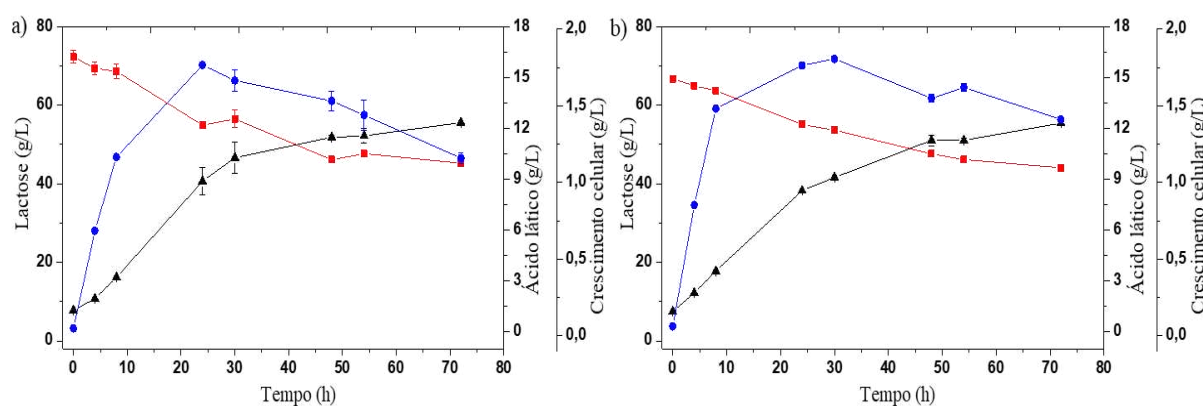 a)
Lactose (g/L)
80
60
40
20
0
0 10 20 30 40 50 60 70 80
Tempo (h)
18
15
12
9
6
3
0
Ácido lático (g/L)
2,0
1,5
1,0
0,5
0,0
Crescimento celular (g/L)
b)
Lactose (g/L)
80
60
40
20
0
0 10 20 30 40 50 60 70 80
Tempo (h)
18
15
12
9
6
3
0
Ácido lático (g/L)
2,0
1,5
1,0
0,5
0,0
Crescimento celular (g/L)